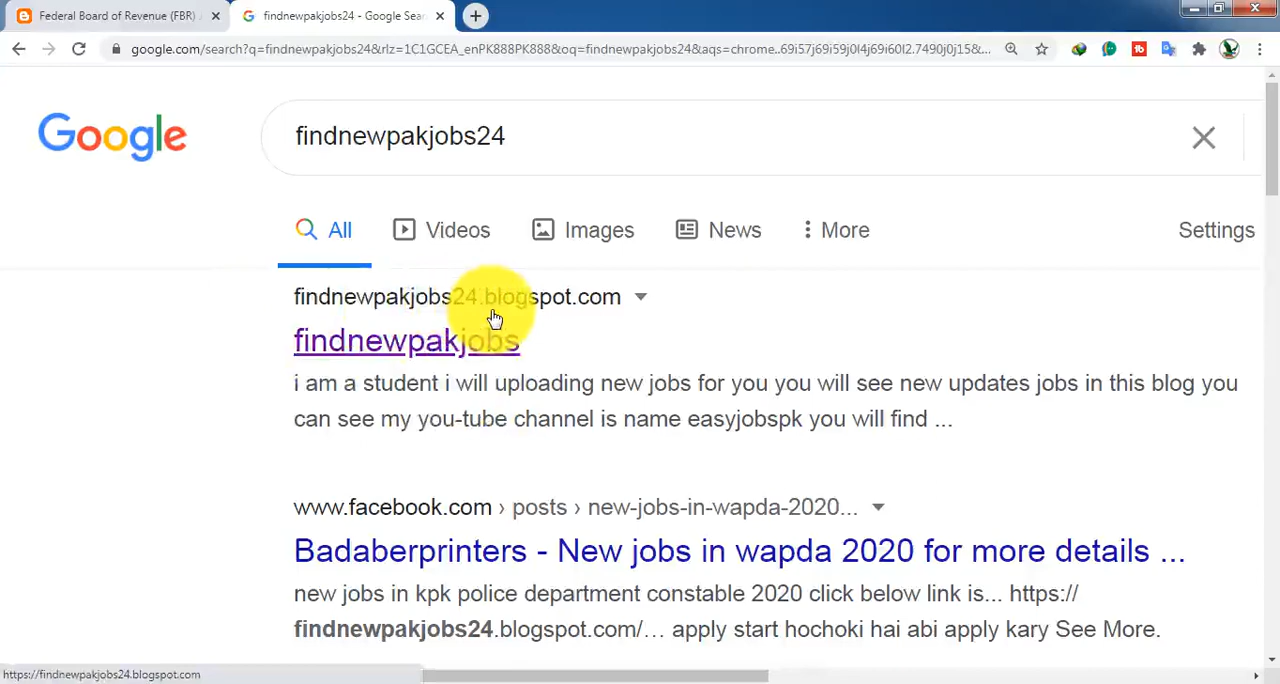 Federal Board of Revenue (FBR)
findnewpakjobs24 - Google Sear
google.com/search?q=findnewpakjobs24&rlz=1C1GCEA_enPK888PK888&oq=findnewpakjobs24&aqs=chrome..69i57j69i59j0l4j69i60l2.7490j0j15&...
Google
findnewpakjobs24
All
Videos
Images
News
More
Settings
findnewpakjobs24.blogspot.com
findnewpakjobs
i am a student i will uploading new jobs for you you will see new updates jobs in this blog you
can see my you-tube channel is name easyjobspk you will find ...
www.facebook.com › posts › new-jobs-in-wapda-2020...
Badaberprinters - New jobs in wapda 2020 for more details ...
new jobs in kpk police department constable 2020 click below link is... https://
findnewpakjobs24.blogspot.com/… apply start hochoki hai abi apply kary See More.
https://findnewpakjobs24.blogspot.com